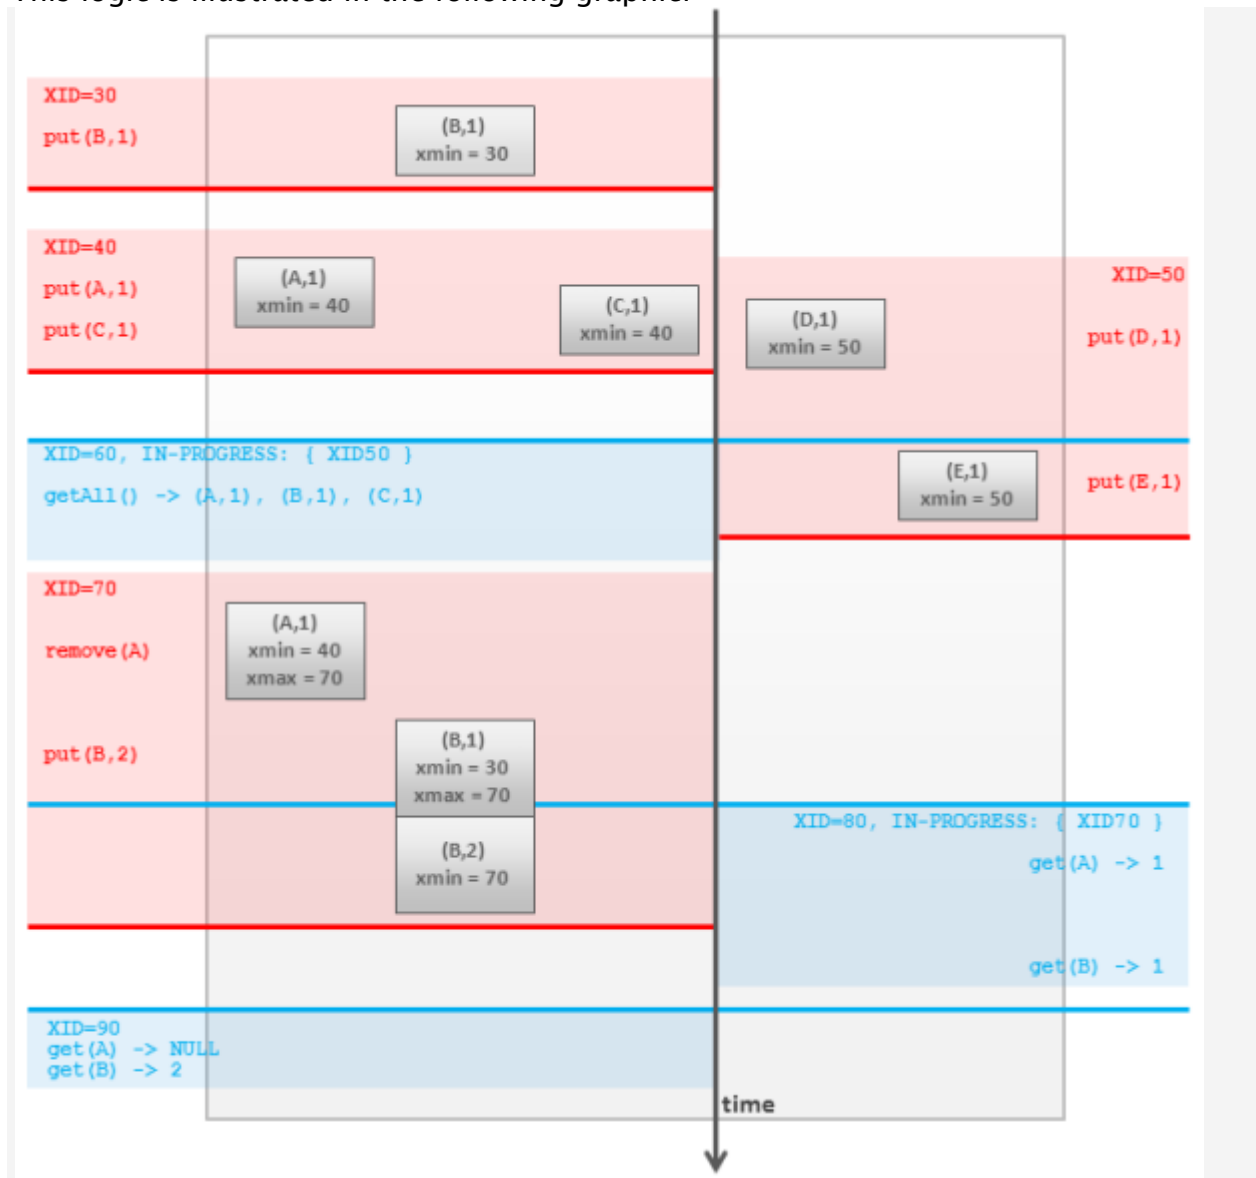 This logic is illustrated in the following graphic.
XID=30
put(B,1)
(B,1)
xmin = 30
XID=40
put(A,1)
put(C,1)
(A,1)
xmin = 40
(C,1)
xmin = 40
(D,1)
xmin = 50
XID=50
put(D,1)
XID=60, IN-PROGRESS: { XID50 }
getAll() -> (A,1), (B,1), (C,1)
(E,1)
xmin = 50
put(E,1)
XID=70
remove(A)
(A,1)
xmin = 40
xmax = 70
put(B,2)
(B,1)
xmin = 30
xmax = 70
(B,2)
xmin = 70
XID=80, IN-PROGRESS: { XID70 }
get(A) -> 1
get(B) -> 1
XID=90
get(A) -> NULL
get(B) -> 2
time